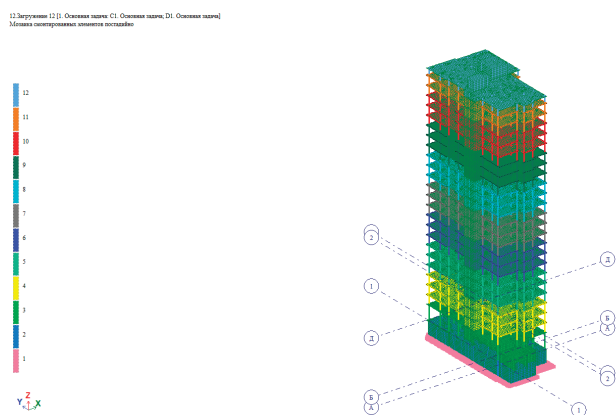 12.Загружение 12 [1. Основная задача: C1. Основная задача; D1. Основная задача]
Мозаика смонтированных элементов постадийно
12
11
10
9
8
7
6
5
4
3
2
1
2
1
Д
Б
А
Д
Б
А
2
1
Z
Y
X